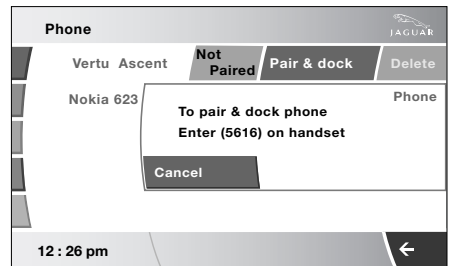 Phone
JAGUAR
Vertu Ascent
Not
Paired
Pair & dock
Delete
Nokia 623
Phone
To pair & dock phone
Enter (5616) on handset
Cancel
12 : 26 pm